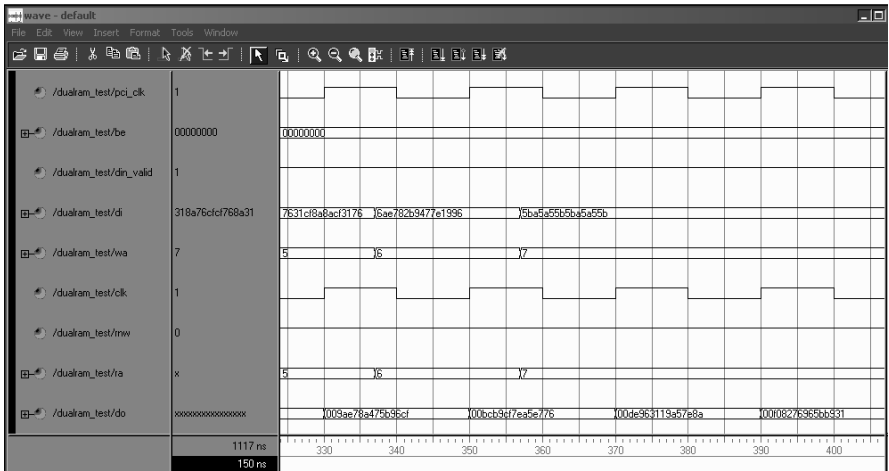 wave - default
File Edit View Insert Format Tools Window
/dualram_test/pci_clk 1
/dualram_test/be 00000000 00000000
/dualram_test/din_valid 1
/dualram_test/di 318a76cfcf768a31 7631cf8a8acf3176 6ae782b9477e1996 5ba5a55b5ba5a55b
/dualram_test/wa 7 5 6 7
/dualram_test/clk 1
/dualram_test/rnw 0
/dualram_test/ra x 5 6 7
/dualram_test/do xxxxxxxxxxxxxxxx 009ae78a475b96cf 00bcb9cf7ea5e776 00de963119a57e8a 00f08276965bb931
1117 ns 330 340 350 360 370 380 390 400
150 ns